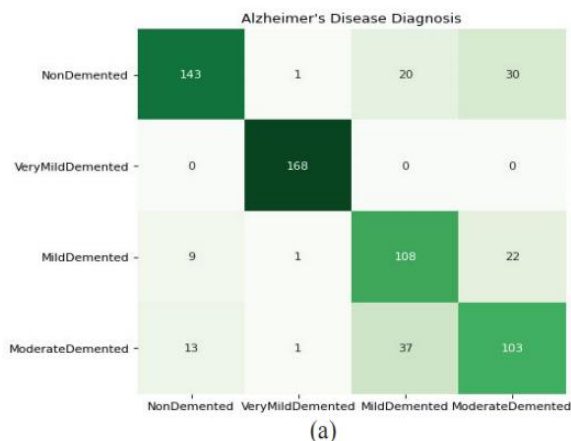 Alzheimer's Disease Diagnosis
NonDemented 143 1 20 30
VeryMildDemented 0 168 0 0
MildDemented 9 1 108 22
ModerateDemented 13 1 37 103
NonDemented VeryMildDemented MildDemented ModerateDemented
(a)